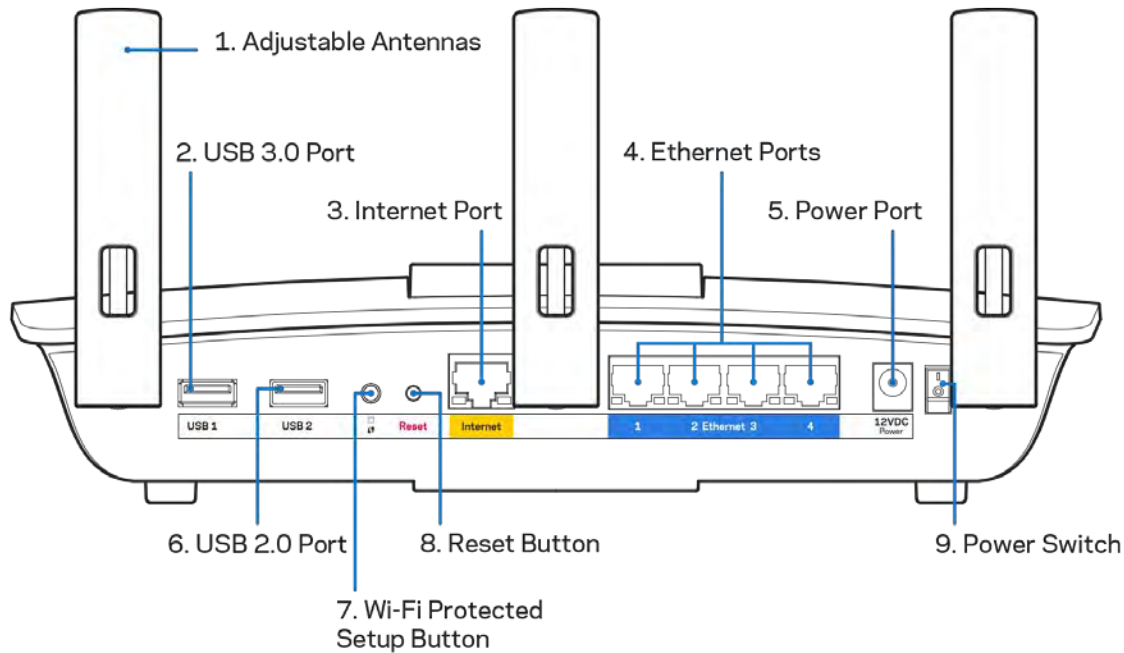 1. Adjustable Antennas
2. USB 3.0 Port
4. Ethernet Ports
3. Internet Port
5. Power Port
USB 1
USB 2
Reset
Internet
1
2 Ethernet 3
4
12VDC
Power
6. USB 2.0 Port
8. Reset Button
9. Power Switch
7. Wi-Fi Protected
Setup Button